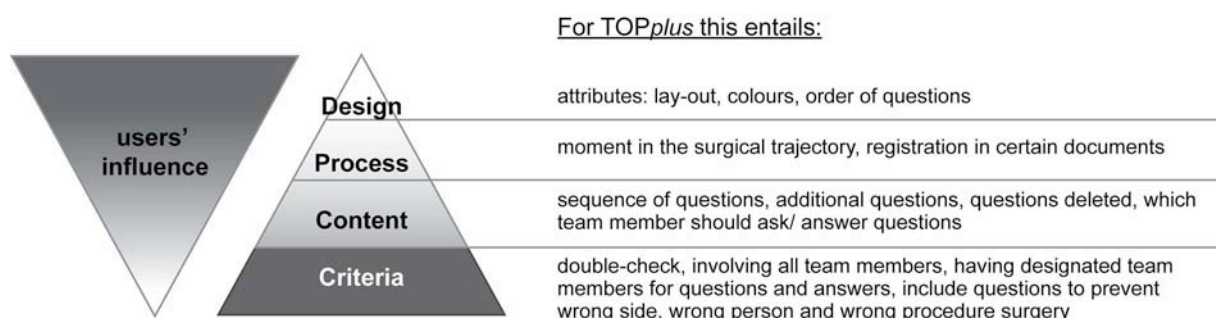 For TOPplus this entails:
users'
influence
Design
attributes: lay-out, colours, order of questions
Process
moment in the surgical trajectory, registration in certain documents
Content
sequence of questions, additional questions, questions deleted, which
team member should ask/ answer questions
Criteria
double-check, involving all team members, having designated team
members for questions and answers, include questions to prevent
wrong side, wrong person and wrong procedure surgery